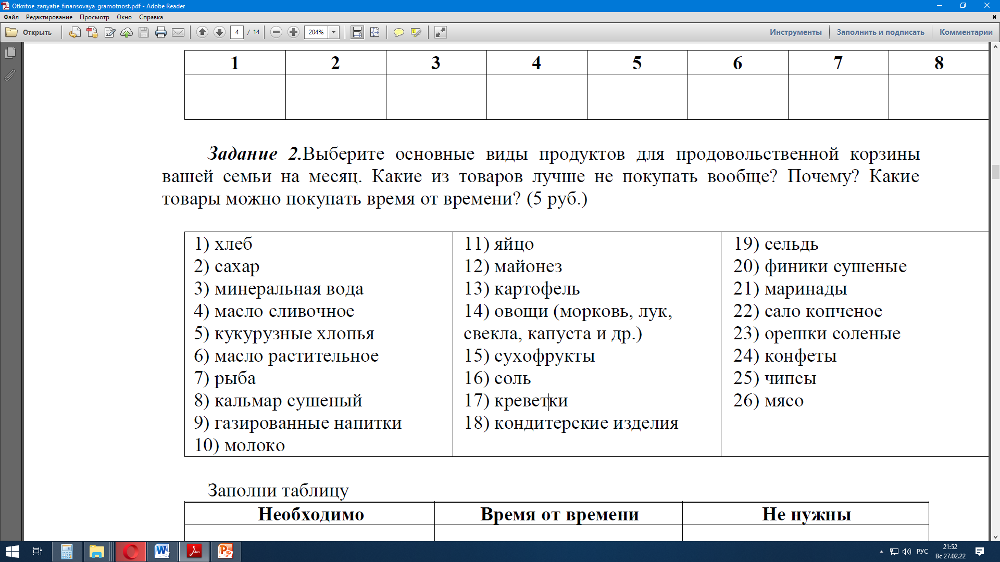 Otkritoe_zanyatie_finansovaya_gramotnost.pdf - Adobe Reader
Файл Редактирование Просмотр Окно Справка
Открыть 4 / 14 204% Инструменты Заполнить и подписать Комментарии
1 2 3 4 5 6 7 8
Задание 2.Выберите основные виды продуктов для продовольственной корзины
вашей семьи на месяц. Какие из товаров лучше не покупать вообще? Почему? Какие
товары можно покупать время от времени? (5 руб.)
1) хлеб
2) сахар
3) минеральная вода
4) масло сливочное
5) кукурузные хлопья
6) масло растительное
7) рыба
8) кальмар сушеный
9) газированные напитки
10) молоко
11) яйцо
12) майонез
13) картофель
14) овощи (морковь, лук,
свекла, капуста и др.)
15) сухофрукты
16) соль
17) креветки
18) кондитерские изделия
19) сельдь
20) финики сушеные
21) маринады
22) сало копченое
23) орешки соленые
24) конфеты
25) чипсы
26) мясо
Заполни таблицу
Необходимо Время от времени Не нужны
РУС
21:52
Вс 27.02.22